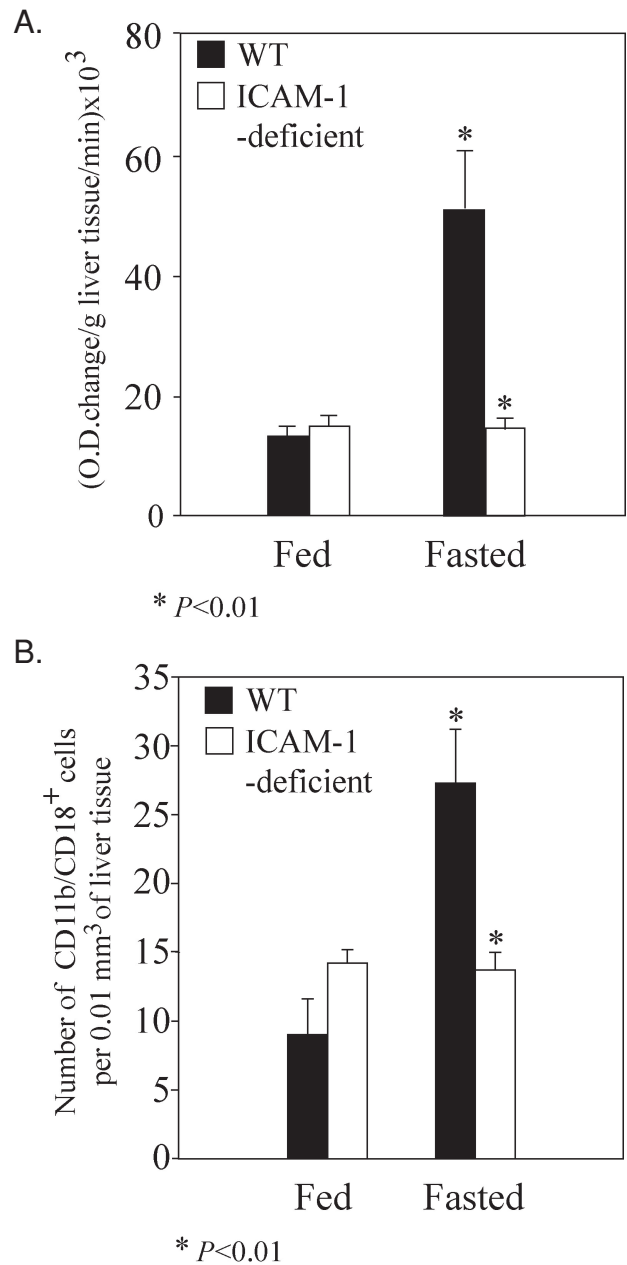 A.
(O.D.change/g liver tissue/min)x10³
80
60
40
20
0
WT
ICAM-1
-deficient
*
*
Fed
Fasted
* P<0.01
B.
Number of CD11b/CD18⁺ cells
per 0.01 mm³ of liver tissue
35
30
25
20
15
10
5
0
WT
ICAM-1
-deficient
*
*
Fed
Fasted
* P<0.01